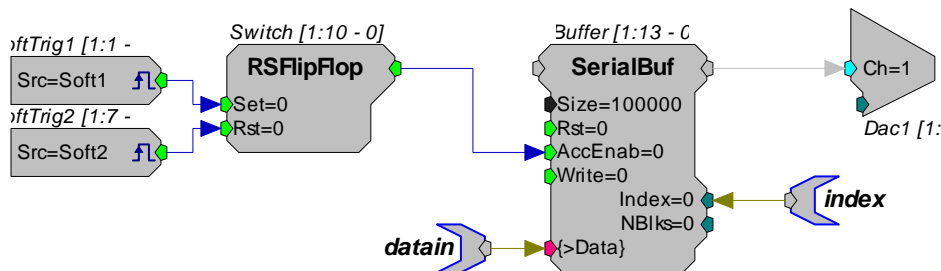 oftTrig1 [1:1 -
Src=Soft1
oftTrig2 [1:7 -
Src=Soft2
Switch [1:10 - 0]
RSFlipFlop
Set=0
Rst=0
Buffer [1:13 - 0
SerialBuf
Size=100000
Rst=0
AccEnab=0
Write=0
Index=0
NBlks=0
{>Data}
datain
index
Ch=1
Dac1 [1: